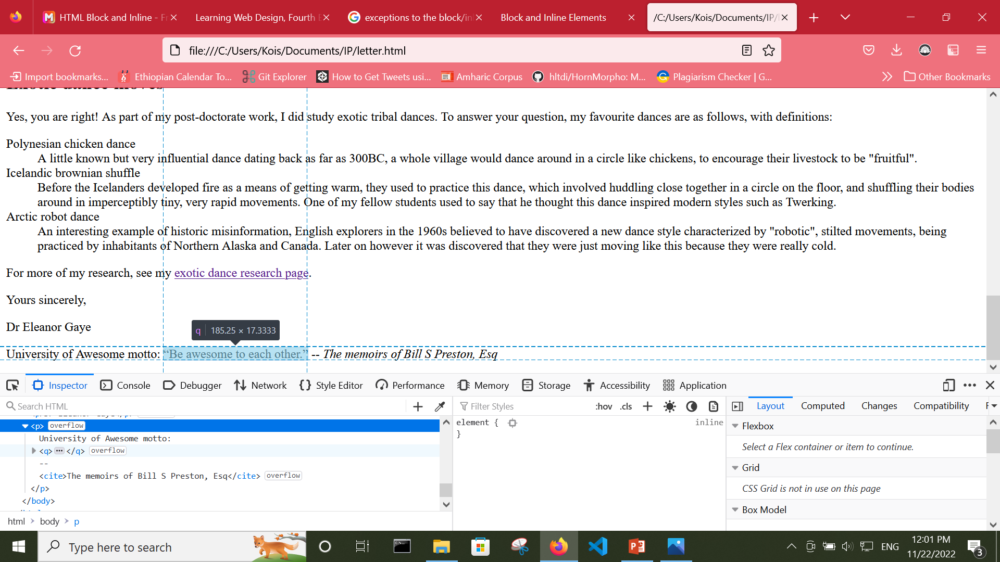 HTML Block and Inline - Fr
Learning Web Design, Fourth E
exceptions to the block/inl
Block and Inline Elements
/C:/Users/Kois/Documents/IP/l
file:///C:/Users/Kois/Documents/IP/letter.html
Import bookmarks...
Ethiopian Calendar To...
Git Explorer
How to Get Tweets usi...
Amharic Corpus
hltdi/HornMorpho: M...
Plagiarism Checker | G...
Other Bookmarks
Exotic dance moves
Yes, you are right! As part of my post-doctorate work, I did study exotic tribal dances. To answer your question, my favourite dances are as follows, with definitions:
Polynesian chicken dance
A little known but very influential dance dating back as far as 300BC, a whole village would dance around in a circle like chickens, to encourage their livestock to be "fruitful".
Icelandic brownian shuffle
Before the Icelanders developed fire as a means of getting warm, they used to practice this dance, which involved huddling close together in a circle on the floor, and shuffling their bodies
around in imperceptibly tiny, very rapid movements. One of my fellow students used to say that he thought this dance inspired modern styles such as Twerking.
Arctic robot dance
An interesting example of historic misinformation, English explorers in the 1960s believed to have discovered a new dance style characterized by "robotic", stilted movements, being
practiced by inhabitants of Northern Alaska and Canada. Later on however it was discovered that they were just moving like this because they were really cold.
For more of my research, see my exotic dance research page.
Yours sincerely,
Dr Eleanor Gaye
q 185.25 × 17.3333
University of Awesome motto: “Be awesome to each other.” -- The memoirs of Bill S Preston, Esq
Inspector
Console
Debugger
Network
Style Editor
Performance
Memory
Storage
Accessibility
Application
Search HTML
Filter Styles
:hov
.cls
Layout
Computed
Changes
Compatibility
<p> overflow
University of Awesome motto:
<q>•••</q> overflow
--
<cite>The memoirs of Bill S Preston, Esq</cite> overflow
</p>
</body>
html > body > p
element {
inline
}
Flexbox
Select a Flex container or item to continue.
Grid
CSS Grid is not in use on this page
Box Model
Type here to search
ENG
12:01 PM
11/22/2022
3